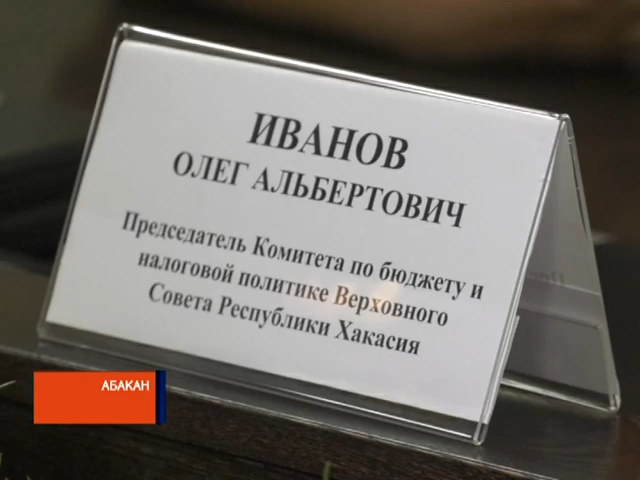 ИВАНОВ
ОЛЕГ АЛЬБЕРТОВИЧ
Председатель Комитета по бюджету и
налоговой политике Верховного
Совета Республики Хакасия
АБАКАН